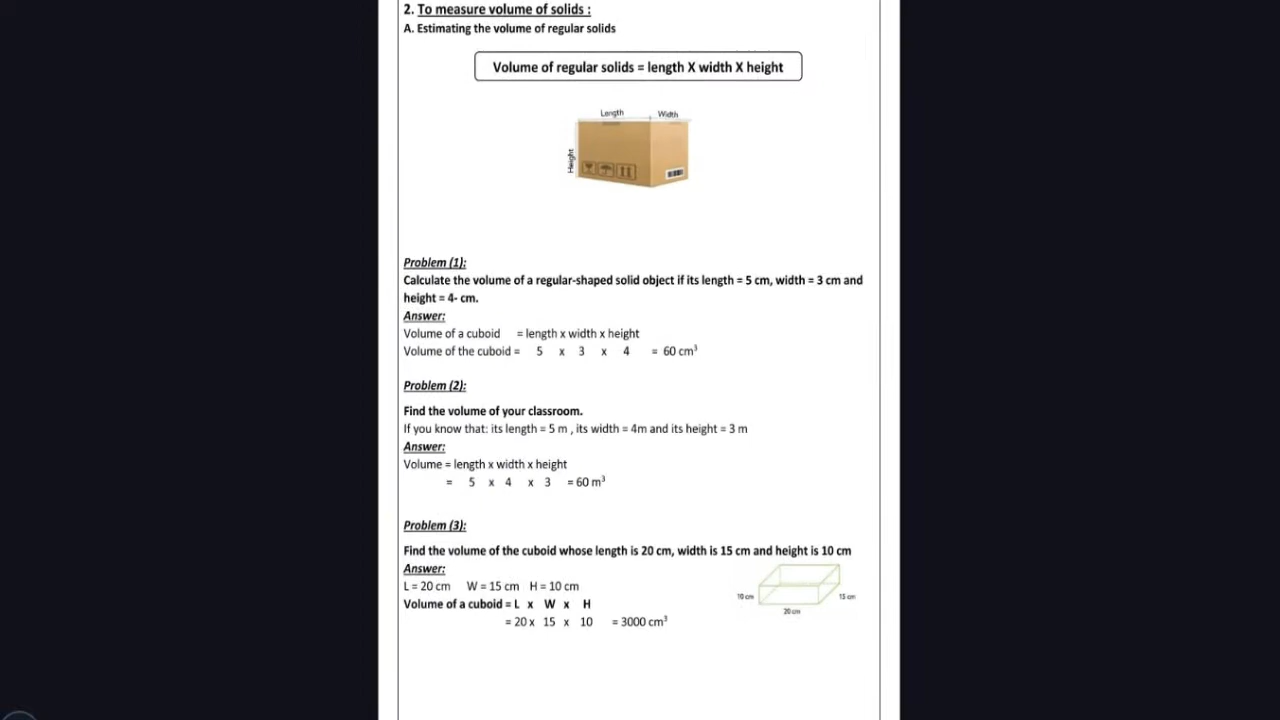 2. To measure volume of solids :
A. Estimating the volume of regular solids
Volume of regular solids = length X width X height
Length Width
Height
Problem (1):
Calculate the volume of a regular-shaped solid object if its length = 5 cm, width = 3 cm and
height = 4- cm.
Answer:
Volume of a cuboid = length x width x height
Volume of the cuboid = 5 x 3 x 4 = 60 cm³
Problem (2):
Find the volume of your classroom.
If you know that: its length = 5 m , its width = 4m and its height = 3 m
Answer:
Volume = length x width x height
= 5 x 4 x 3 = 60 m³
Problem (3):
Find the volume of the cuboid whose length is 20 cm, width is 15 cm and height is 10 cm
Answer:
L = 20 cm W = 15 cm H = 10 cm
Volume of a cuboid = L x W x H
= 20 x 15 x 10 = 3000 cm³
10 cm 15 cm
20 cm